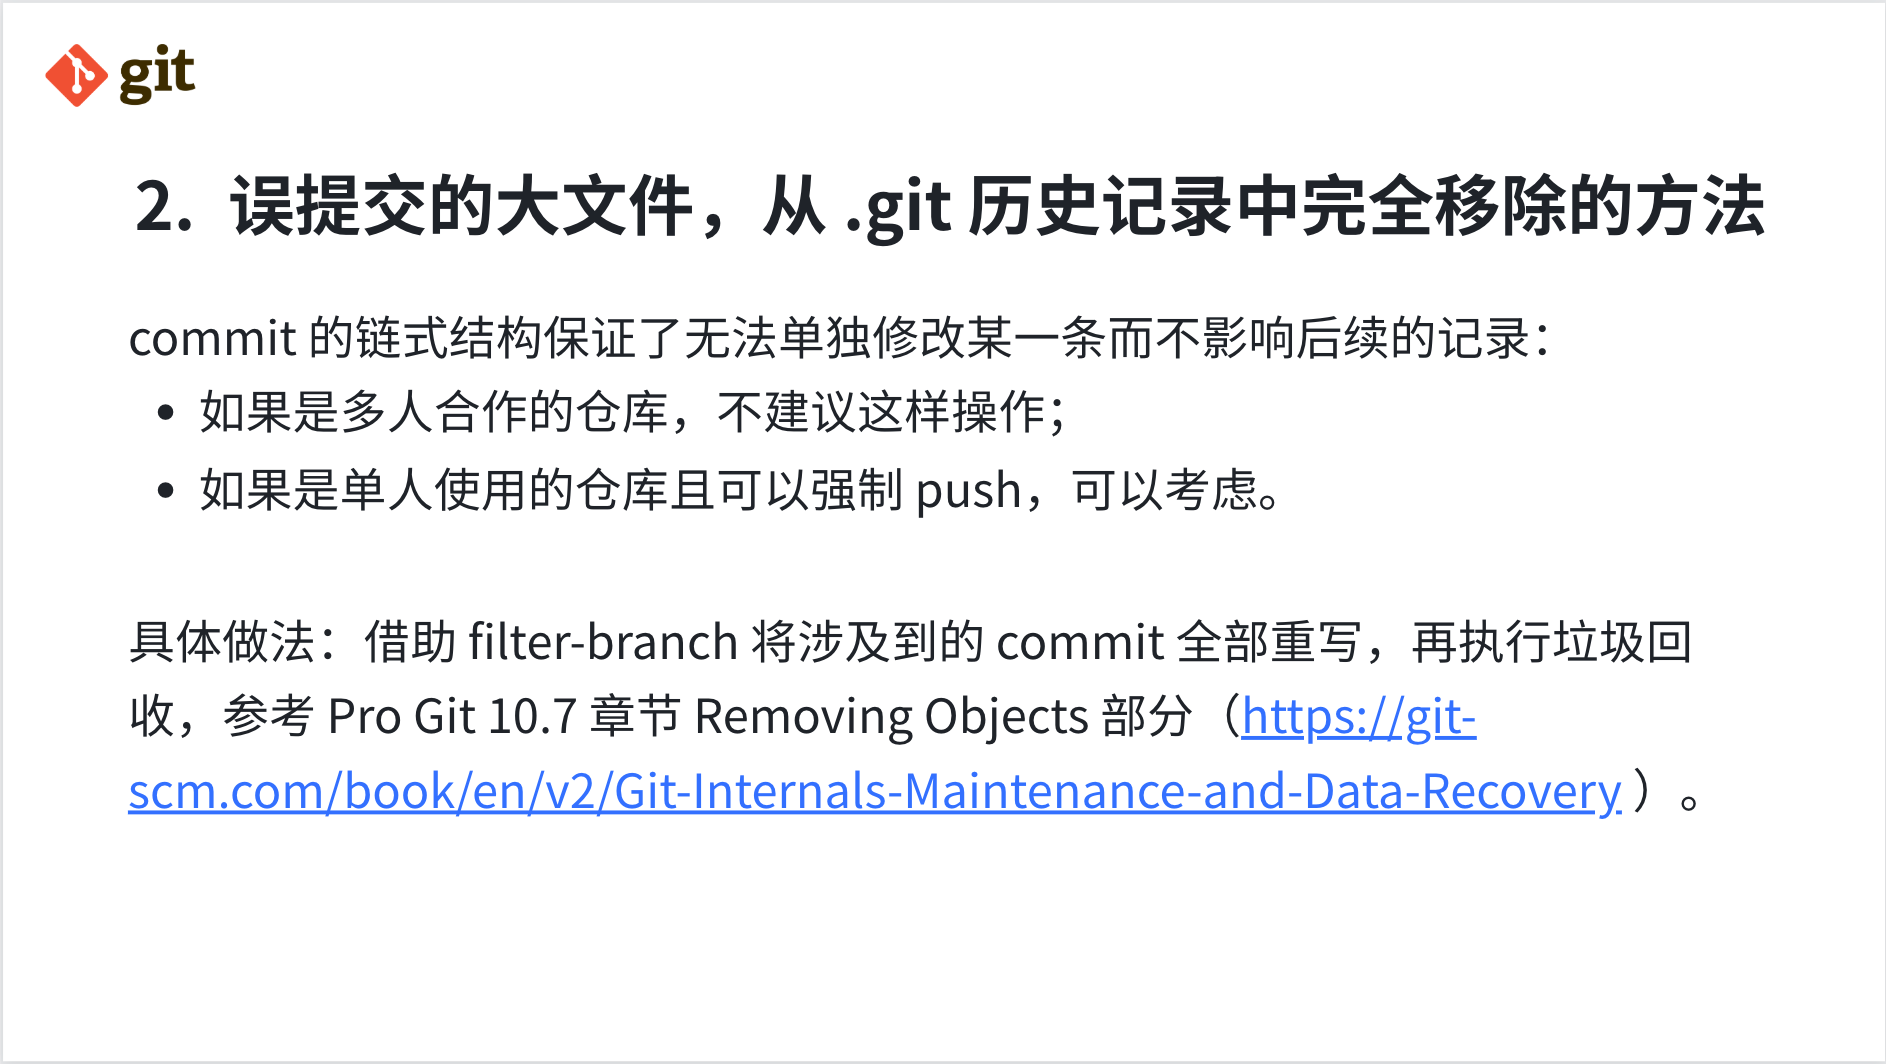 git
2. 误提交的大文件，从 .git 历史记录中完全移除的方法
commit 的链式结构保证了无法单独修改某一条而不影响后续的记录：
• 如果是多人合作的仓库，不建议这样操作；
• 如果是单人使用的仓库且可以强制 push，可以考虑。
具体做法：借助 filter-branch 将涉及到的 commit 全部重写，再执行垃圾回
收，参考 Pro Git 10.7 章节 Removing Objects 部分（https://git-
scm.com/book/en/v2/Git-Internals-Maintenance-and-Data-Recovery ）。